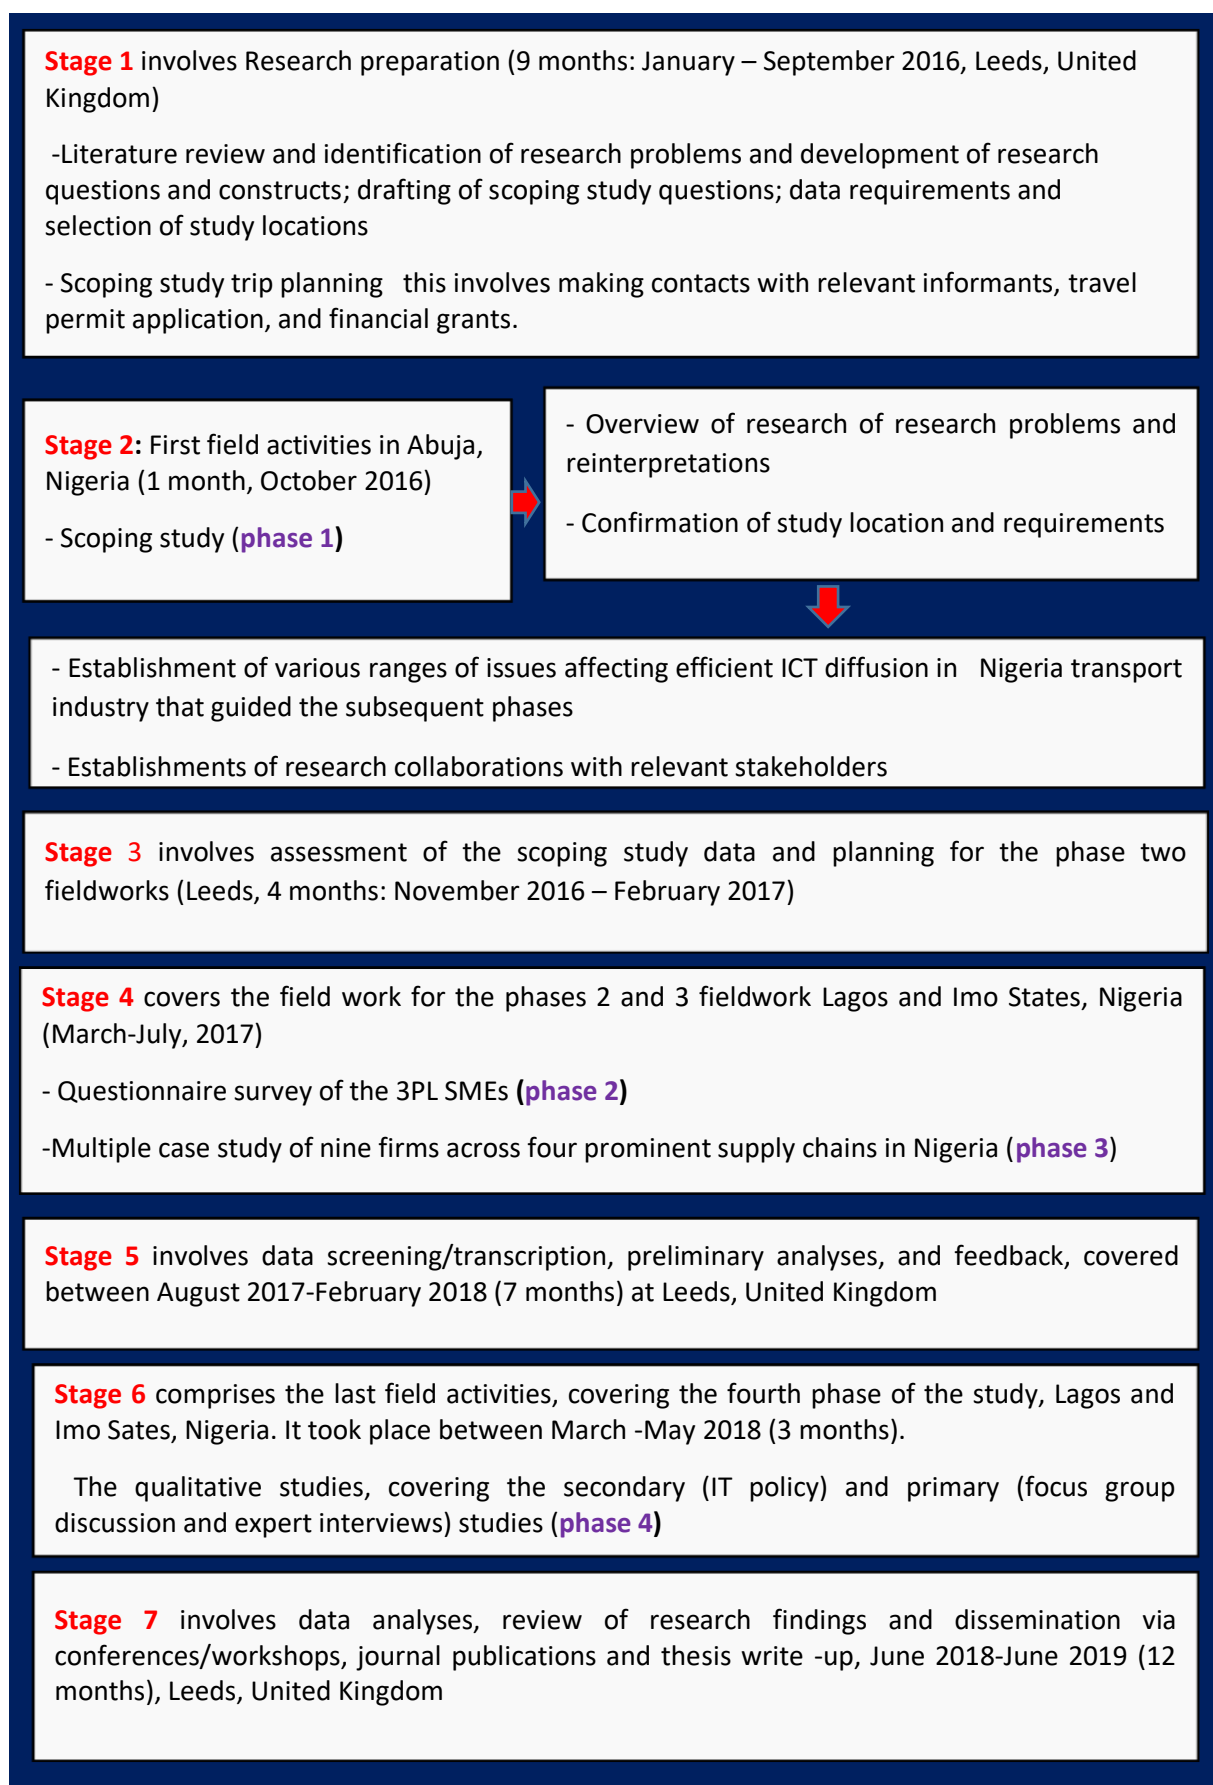 Stage 1 involves Research preparation (9 months: January – September 2016, Leeds, United
Kingdom)
-Literature review and identification of research problems and development of research
questions and constructs; drafting of scoping study questions; data requirements and
selection of study locations
- Scoping study trip planning this involves making contacts with relevant informants, travel
permit application, and financial grants.
Stage 2: First field activities in Abuja,
Nigeria (1 month, October 2016)
- Scoping study (phase 1)
- Overview of research of research problems and
reinterpretations
- Confirmation of study location and requirements
- Establishment of various ranges of issues affecting efficient ICT diffusion in Nigeria transport
industry that guided the subsequent phases
- Establishments of research collaborations with relevant stakeholders
Stage 3 involves assessment of the scoping study data and planning for the phase two
fieldworks (Leeds, 4 months: November 2016 – February 2017)
Stage 4 covers the field work for the phases 2 and 3 fieldwork Lagos and Imo States, Nigeria
(March-July, 2017)
- Questionnaire survey of the 3PL SMEs (phase 2)
-Multiple case study of nine firms across four prominent supply chains in Nigeria (phase 3)
Stage 5 involves data screening/transcription, preliminary analyses, and feedback, covered
between August 2017-February 2018 (7 months) at Leeds, United Kingdom
Stage 6 comprises the last field activities, covering the fourth phase of the study, Lagos and
Imo Sates, Nigeria. It took place between March -May 2018 (3 months).
The qualitative studies, covering the secondary (IT policy) and primary (focus group
discussion and expert interviews) studies (phase 4)
Stage 7 involves data analyses, review of research findings and dissemination via
conferences/workshops, journal publications and thesis write -up, June 2018-June 2019 (12
months), Leeds, United Kingdom